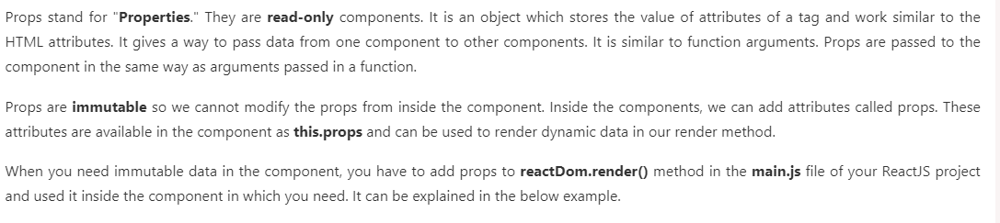 Props stand for "Properties." They are read-only components. It is an object which stores the value of attributes of a tag and work similar to the
HTML attributes. It gives a way to pass data from one component to other components. It is similar to function arguments. Props are passed to the
component in the same way as arguments passed in a function.
Props are immutable so we cannot modify the props from inside the component. Inside the components, we can add attributes called props. These
attributes are available in the component as this.props and can be used to render dynamic data in our render method.
When you need immutable data in the component, you have to add props to reactDom.render() method in the main.js file of your ReactJS project
and used it inside the component in which you need. It can be explained in the below example.